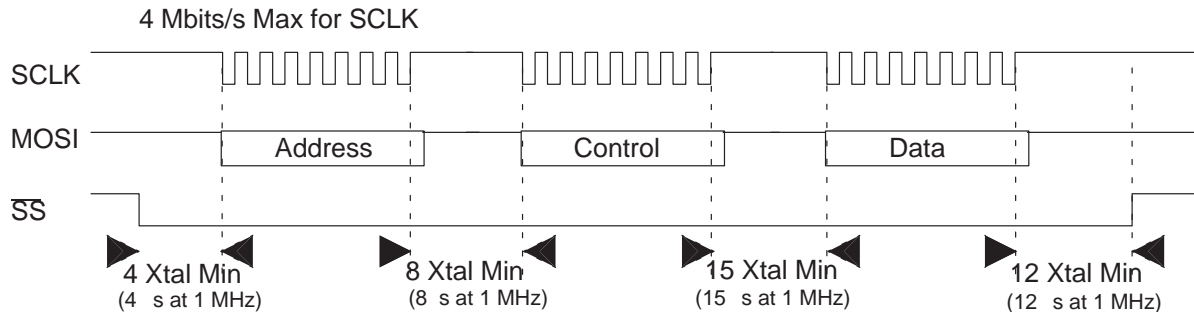 4 Mbits/s Max for SCLK
SCLK
MOSI
Address
Control
Data
SS
4 Xtal Min
(4 s at 1 MHz)
8 Xtal Min
(8 s at 1 MHz)
15 Xtal Min
(15 s at 1 MHz)
12 Xtal Min
(12 s at 1 MHz)